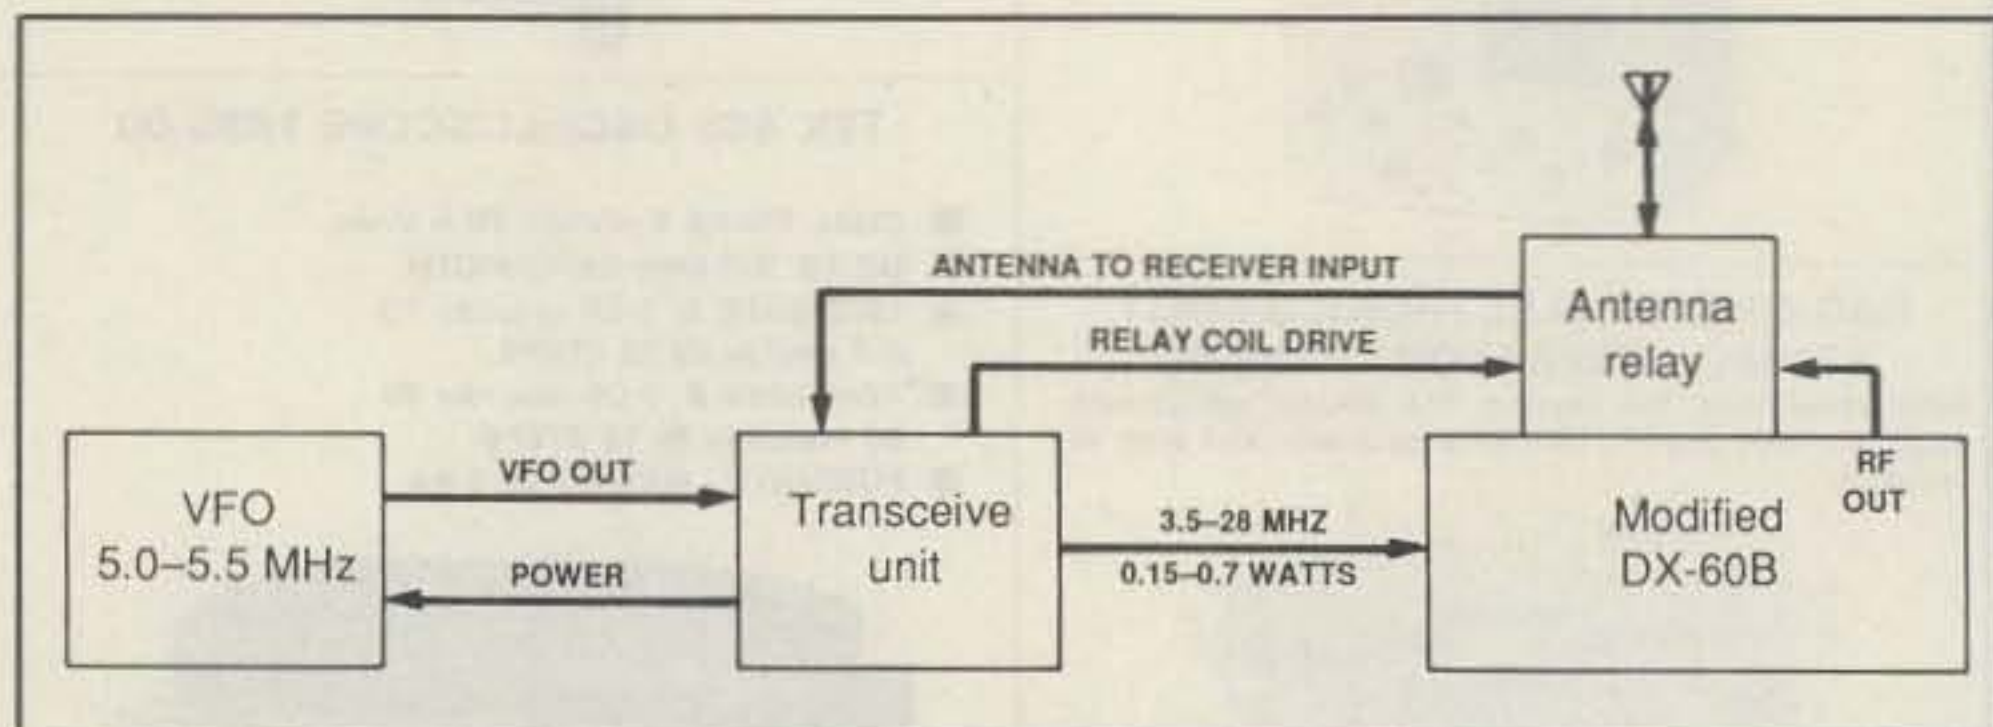 ANTENNA TO RECEIVER INPUT
Antenna
relay
RELAY COIL DRIVE
VFO OUT
VFO
5.0–5.5 MHz
POWER
Transceive
unit
3.5–28 MHZ
0.15–0.7 WATTS
RF
OUT
Modified
DX-60B